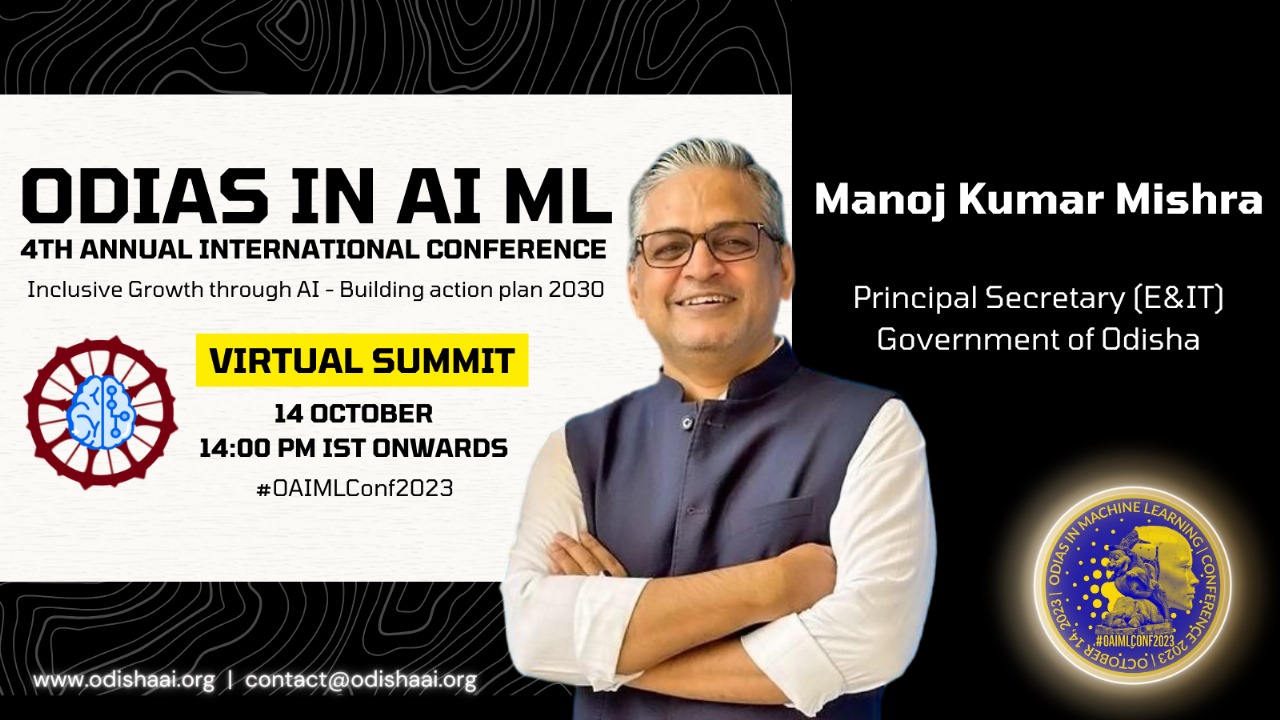 ODIAS IN AI ML
4TH ANNUAL INTERNATIONAL CONFERENCE
Inclusive Growth through AI - Building action plan 2030
VIRTUAL SUMMIT
14 OCTOBER
14:00 PM IST ONWARDS
#OAIMLConf2023
www.odishaai.org | contact@odishaai.org
Manoj Kumar Mishra
Principal Secretary (E&IT)
Government of Odisha
ODIAS IN MACHINE LEARNING | CONFERENCE 2023 | OCTOBER 14, 2023 |
#OAIMLCONF2023